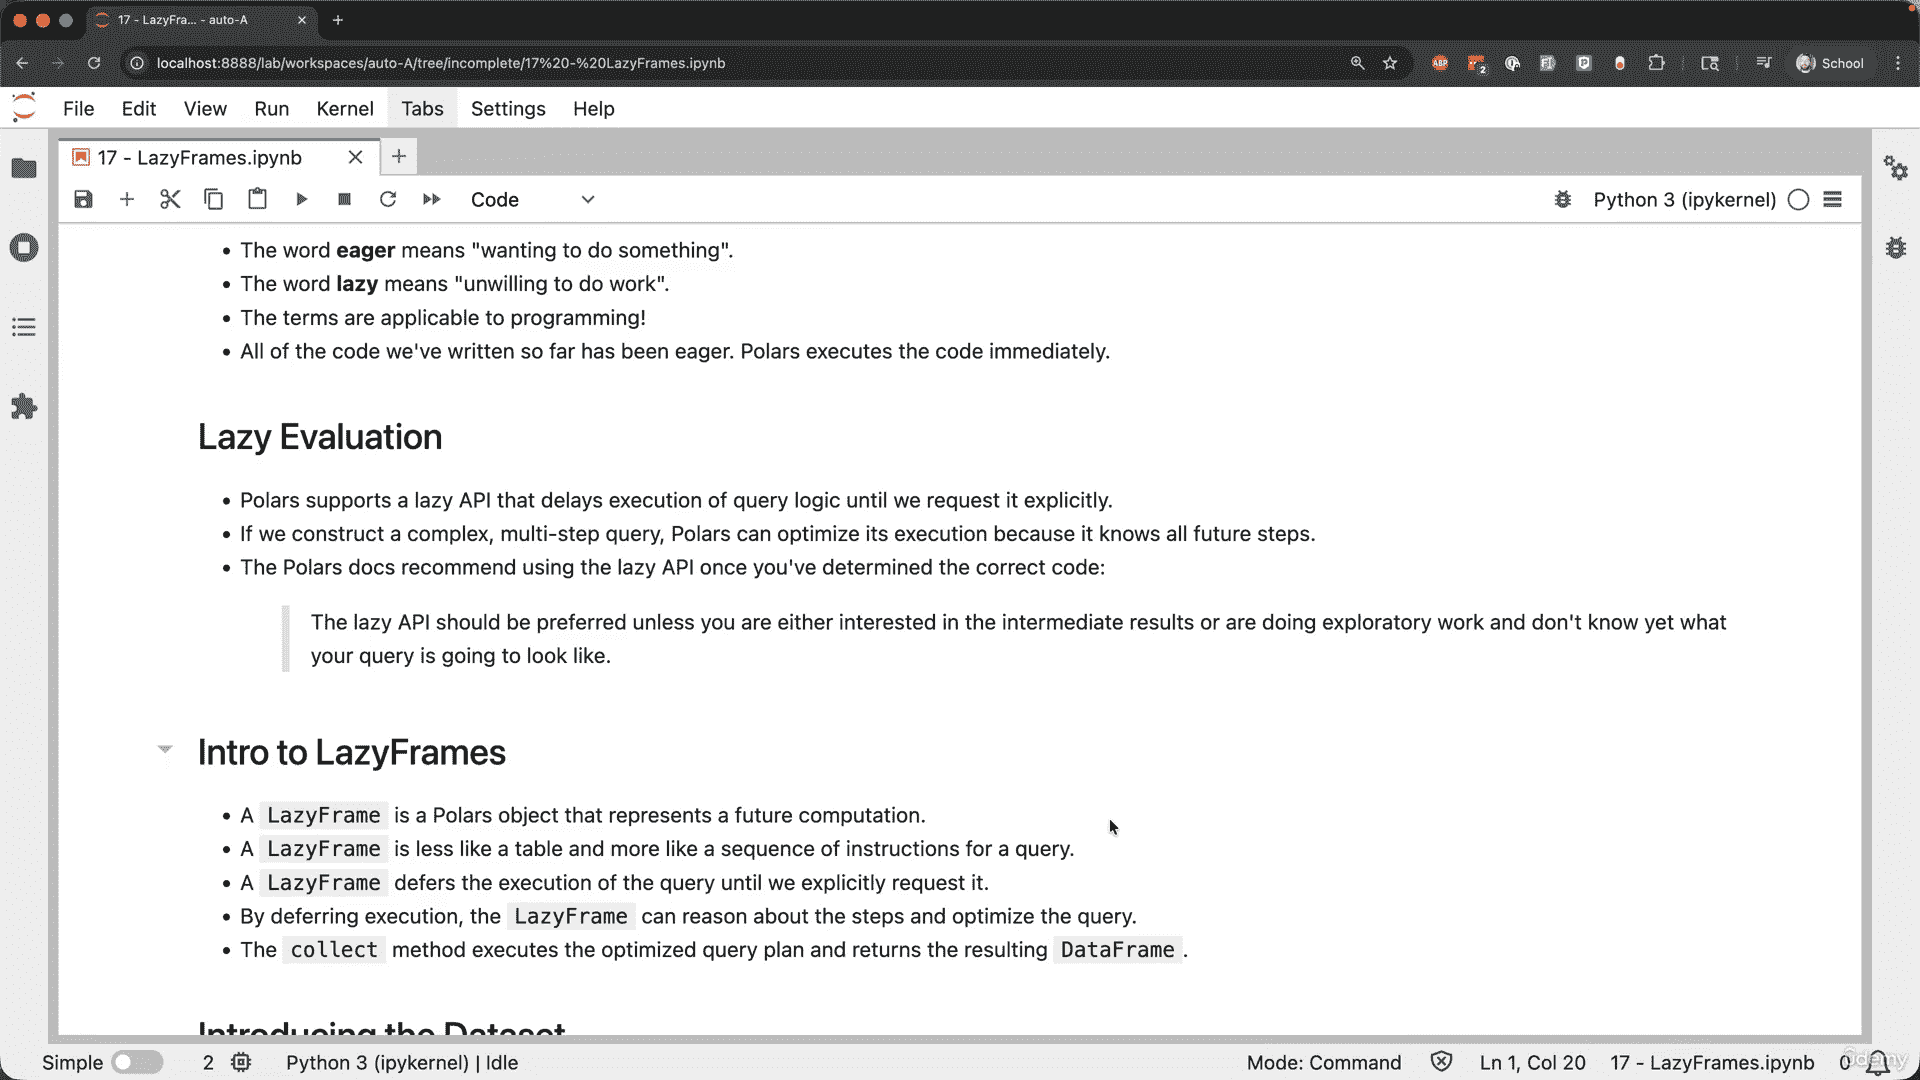 17 - LazyFra... - auto-A
localhost:8888/lab/workspaces/auto-A/tree/incomplete/17%20-%20LazyFrames.ipynb
ABP
2
School
File Edit View Run Kernel Tabs Settings Help
17 - LazyFrames.ipynb
Code
Python 3 (ipykernel)
• The word eager means "wanting to do something".
• The word lazy means "unwilling to do work".
• The terms are applicable to programming!
• All of the code we've written so far has been eager. Polars executes the code immediately.
Lazy Evaluation
• Polars supports a lazy API that delays execution of query logic until we request it explicitly.
• If we construct a complex, multi-step query, Polars can optimize its execution because it knows all future steps.
• The Polars docs recommend using the lazy API once you've determined the correct code:
The lazy API should be preferred unless you are either interested in the intermediate results or are doing exploratory work and don't know yet what
your query is going to look like.
Intro to LazyFrames
• A LazyFrame is a Polars object that represents a future computation.
• A LazyFrame is less like a table and more like a sequence of instructions for a query.
• A LazyFrame defers the execution of the query until we explicitly request it.
• By deferring execution, the LazyFrame can reason about the steps and optimize the query.
• The collect method executes the optimized query plan and returns the resulting DataFrame.
Introducing the Dataset
Simple 2 Python 3 (ipykernel) | Idle Mode: Command Ln 1, Col 20 17 - LazyFrames.ipynb 0
udemy